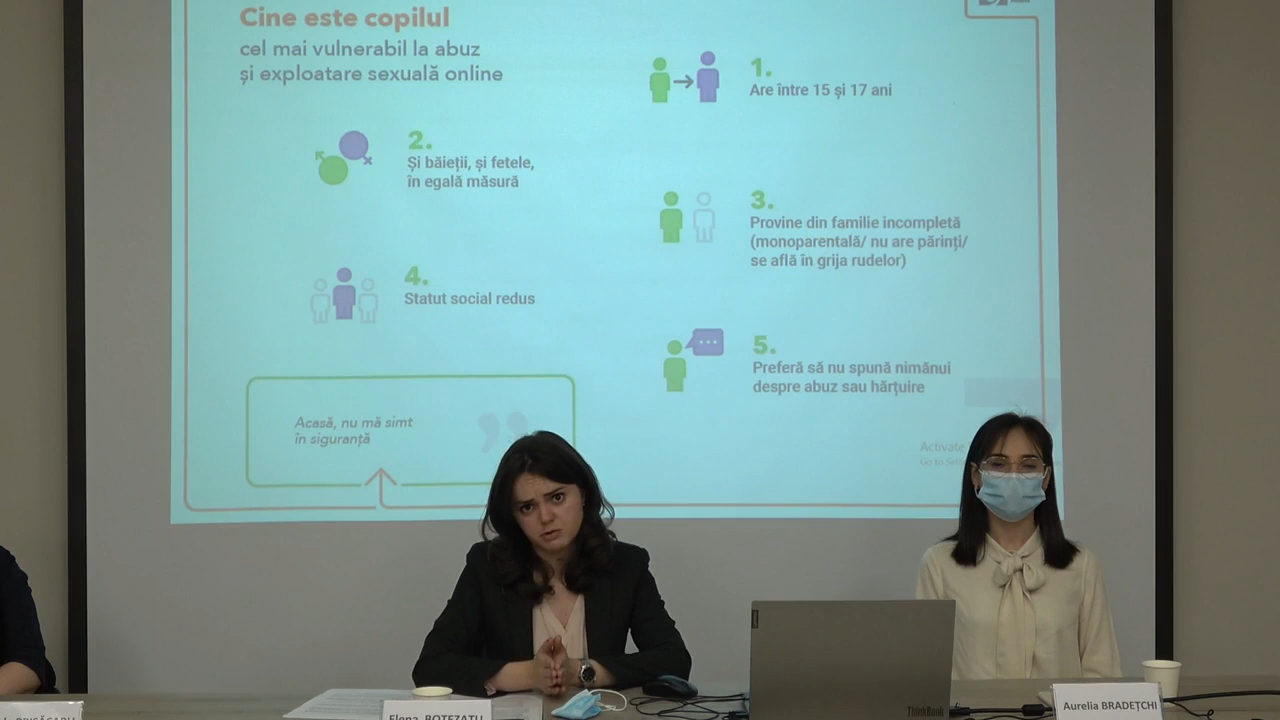 Cine este copilul
cel mai vulnerabil la abuz
și exploatare sexuală online
1.
Are între 15 și 17 ani
2.
Și băieții, și fetele,
în egală măsură
3.
Provine din familie incompletă
(monoparentală/ nu are părinți/
se află în grija rudelor)
4.
Statut social redus
5.
Preferă să nu spună nimănui
despre abuz sau hărțuire
Acasă, nu mă simt
în siguranță
Activate
Go to
Elena BOTEZATU
ThinkBook
Aurelia BRADEȚCHI